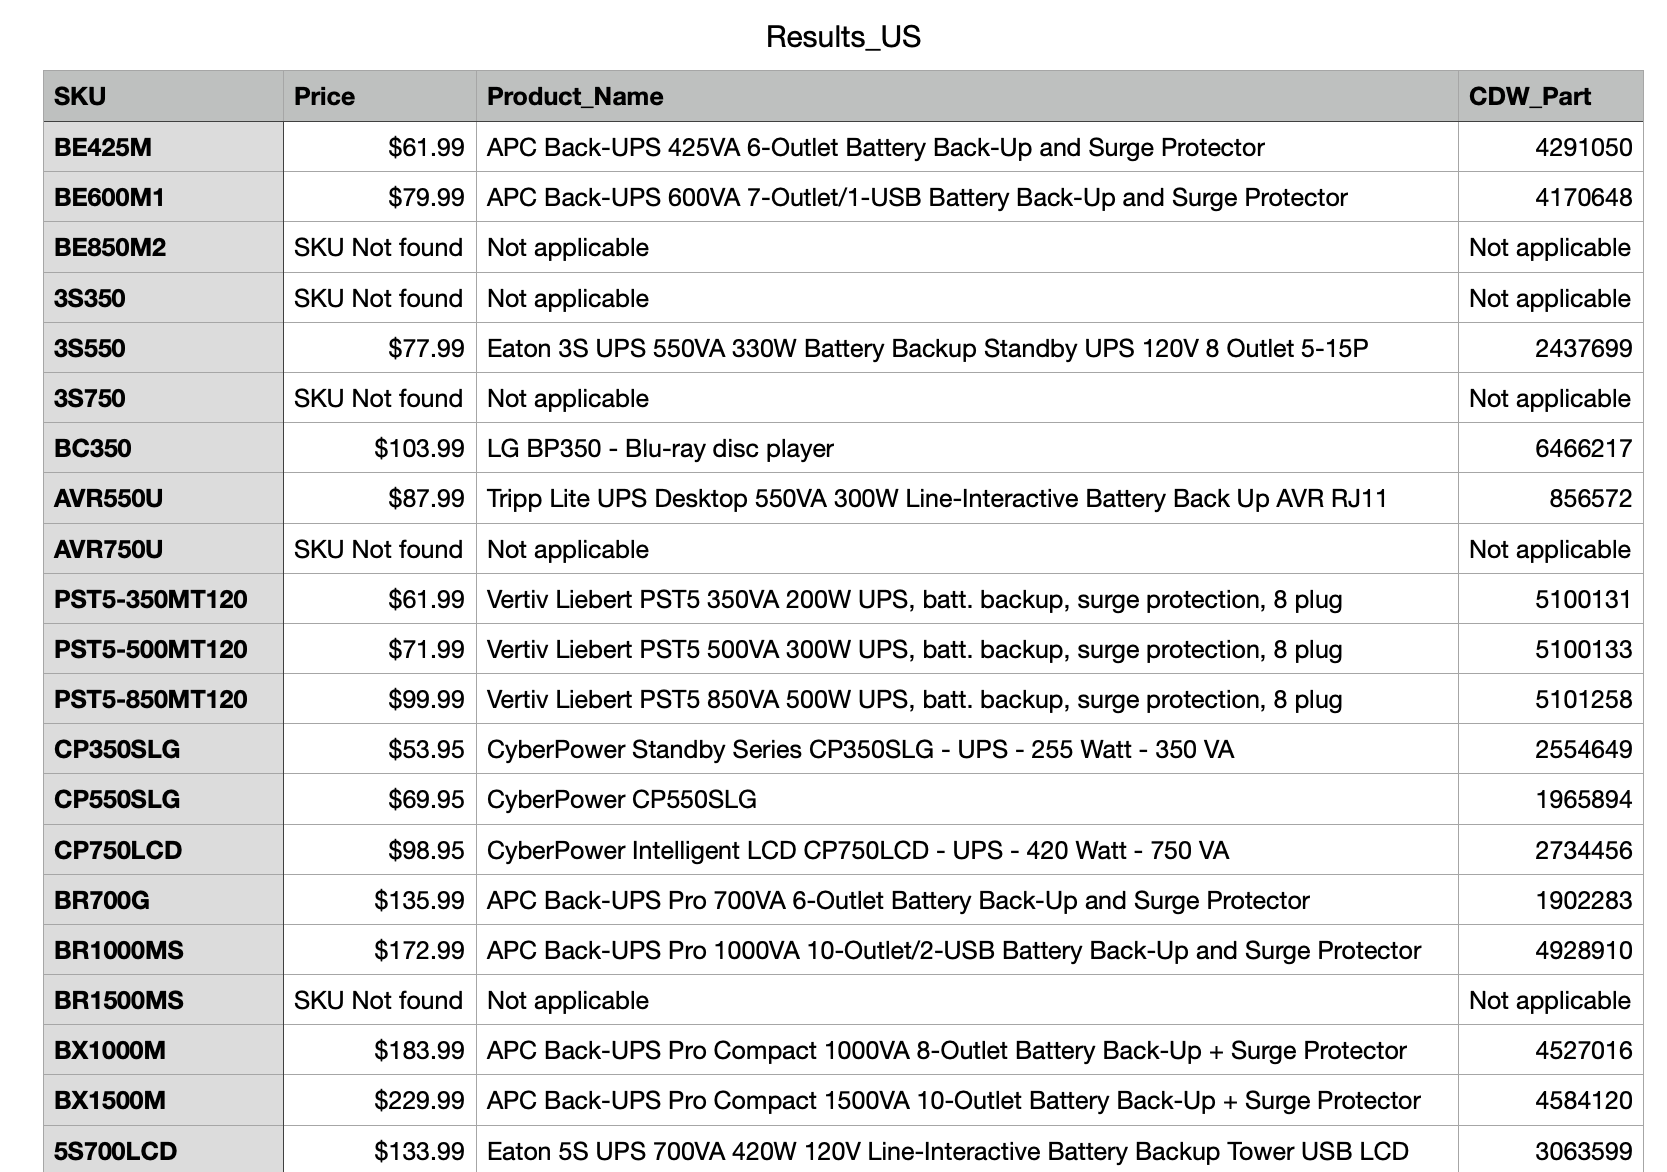 Results_US
SKU Price Product_Name CDW_Part
BE425M $61.99 APC Back-UPS 425VA 6-Outlet Battery Back-Up and Surge Protector 4291050
BE600M1 $79.99 APC Back-UPS 600VA 7-Outlet/1-USB Battery Back-Up and Surge Protector 4170648
BE850M2 SKU Not found Not applicable Not applicable
3S350 SKU Not found Not applicable Not applicable
3S550 $77.99 Eaton 3S UPS 550VA 330W Battery Backup Standby UPS 120V 8 Outlet 5-15P 2437699
3S750 SKU Not found Not applicable Not applicable
BC350 $103.99 LG BP350 - Blu-ray disc player 6466217
AVR550U $87.99 Tripp Lite UPS Desktop 550VA 300W Line-Interactive Battery Back Up AVR RJ11 856572
AVR750U SKU Not found Not applicable Not applicable
PST5-350MT120 $61.99 Vertiv Liebert PST5 350VA 200W UPS, batt. backup, surge protection, 8 plug 5100131
PST5-500MT120 $71.99 Vertiv Liebert PST5 500VA 300W UPS, batt. backup, surge protection, 8 plug 5100133
PST5-850MT120 $99.99 Vertiv Liebert PST5 850VA 500W UPS, batt. backup, surge protection, 8 plug 5101258
CP350SLG $53.95 CyberPower Standby Series CP350SLG - UPS - 255 Watt - 350 VA 2554649
CP550SLG $69.95 CyberPower CP550SLG 1965894
CP750LCD $98.95 CyberPower Intelligent LCD CP750LCD - UPS - 420 Watt - 750 VA 2734456
BR700G $135.99 APC Back-UPS Pro 700VA 6-Outlet Battery Back-Up and Surge Protector 1902283
BR1000MS $172.99 APC Back-UPS Pro 1000VA 10-Outlet/2-USB Battery Back-Up and Surge Protector 4928910
BR1500MS SKU Not found Not applicable Not applicable
BX1000M $183.99 APC Back-UPS Pro Compact 1000VA 8-Outlet Battery Back-Up + Surge Protector 4527016
BX1500M $229.99 APC Back-UPS Pro Compact 1500VA 10-Outlet Battery Back-Up + Surge Protector 4584120
5S700LCD $133.99 Eaton 5S UPS 700VA 420W 120V Line-Interactive Battery Backup Tower USB LCD 3063599